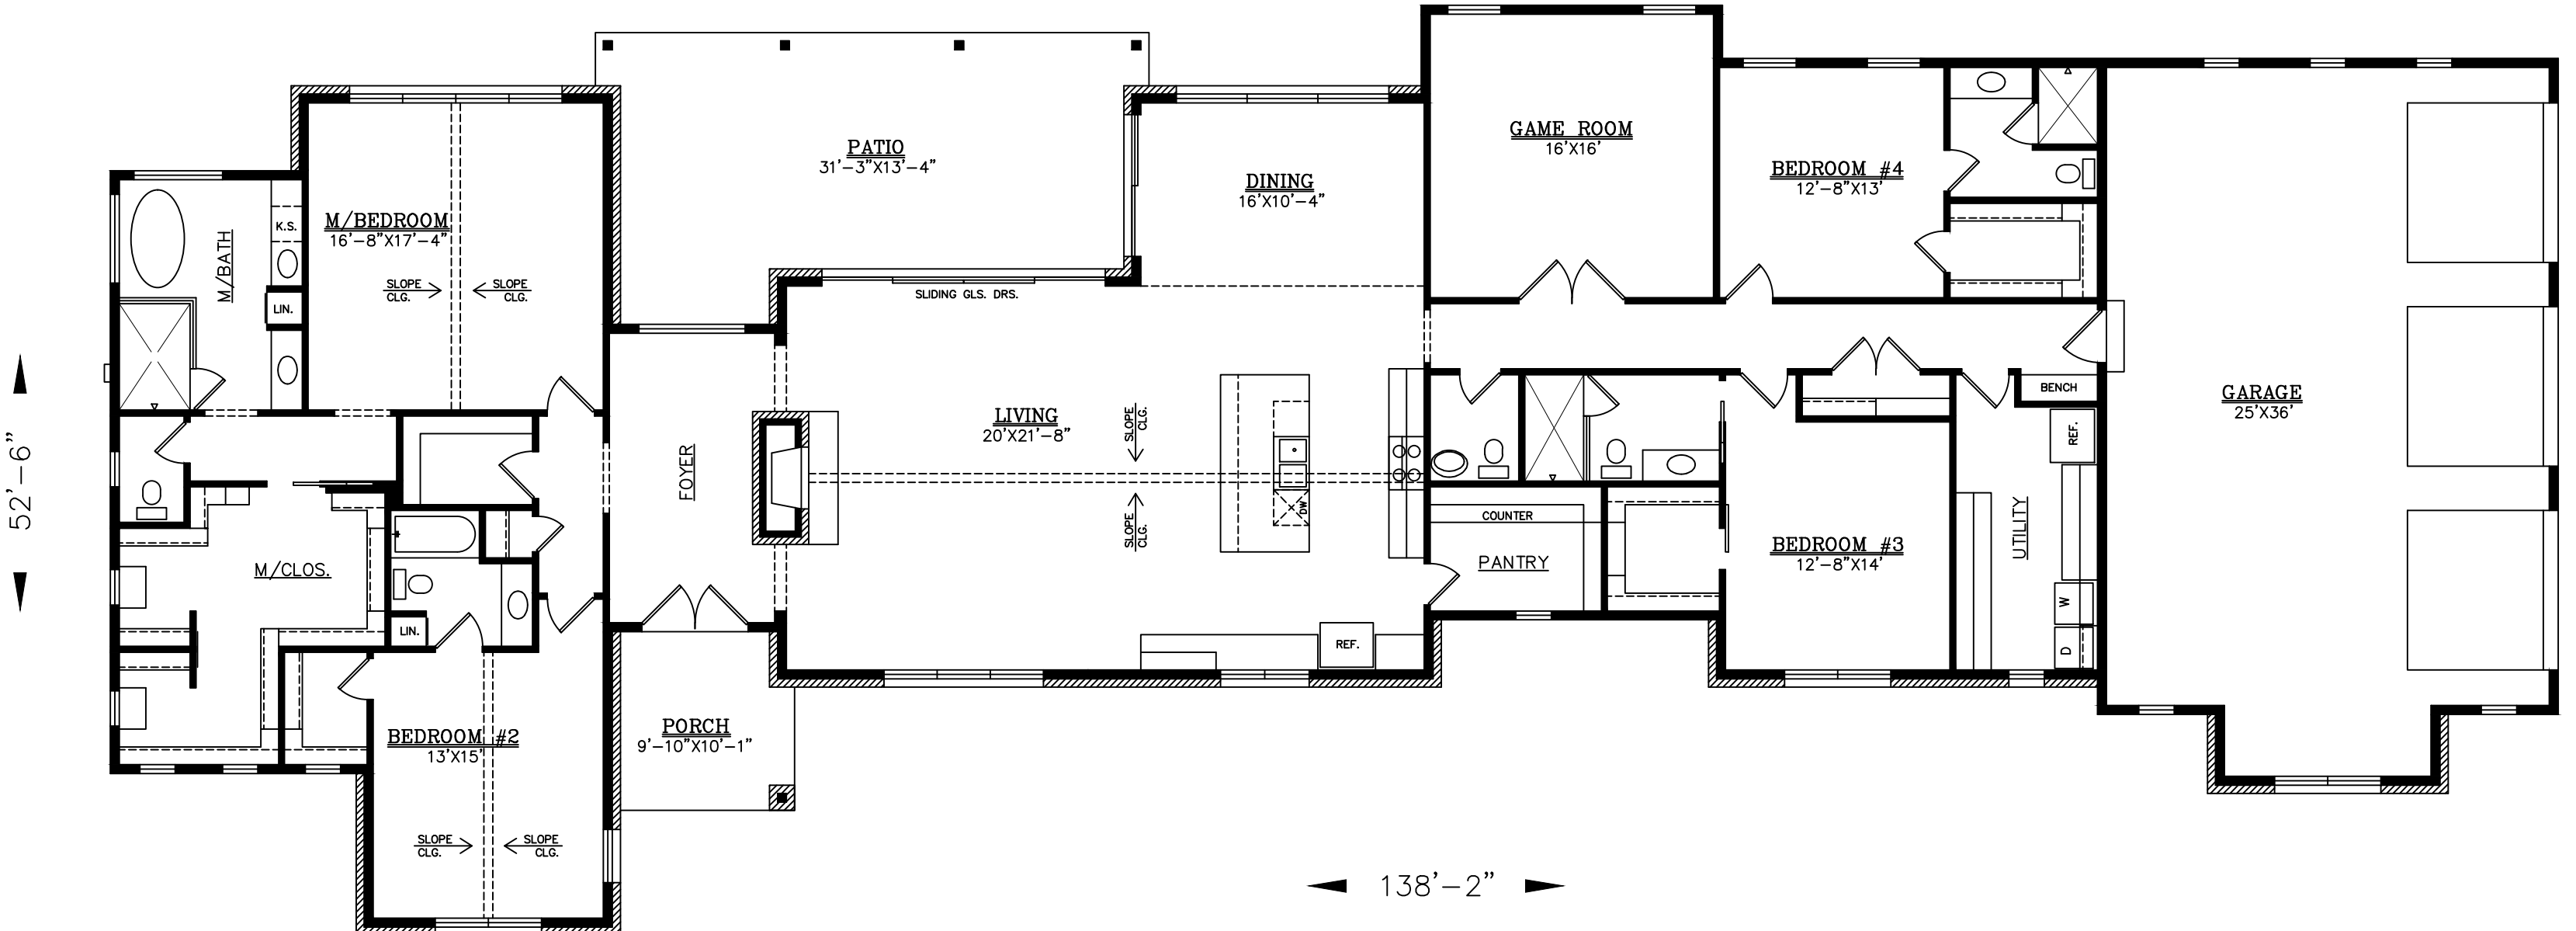 GAME ROOM
16'X16'
PATIO
31'-3"X13'-4"
BEDROOM #4
12'-8"X13'
DINING
16'X10'-4"
M/BEDROOM
16'-8"X17'-4"
K.S.
M/BATH
LIN.
SLOPE
CLG.
SLOPE
CLG.
SLIDING GLS. DRS.
BENCH
GARAGE
25'X36'
LIVING
20'X21'-8"
SLOPE
CLG.
SLOPE
CLG.
REF.
FOYER
DW
COUNTER
PANTRY
BEDROOM #3
12'-8"X14'
UTILITY
W
D
52'-6"
M/CLOS.
LIN.
REF.
PORCH
9'-10"X10'-1"
BEDROOM #2
13'X15'
SLOPE
CLG.
SLOPE
CLG.
138'-2"